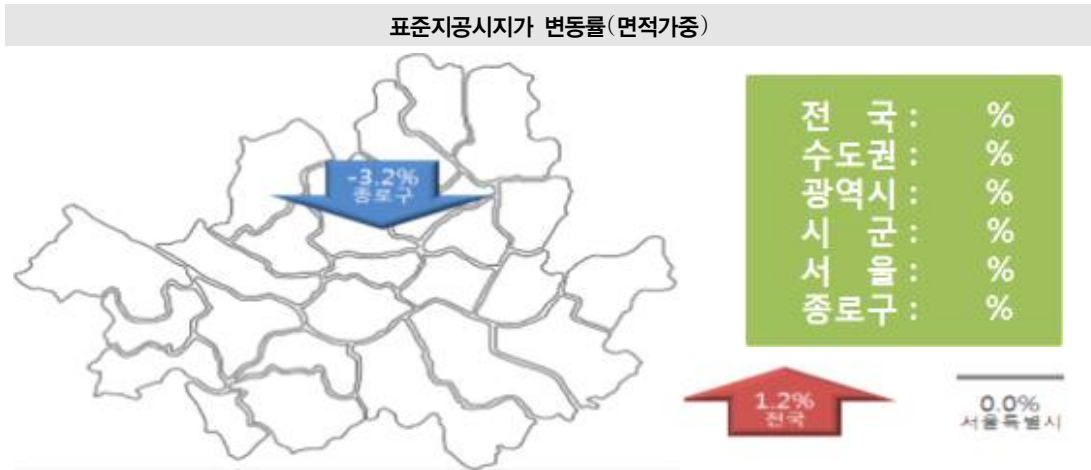 표준지공시지가 변동률(면적가중)
-3.2%
종로구
전 국 : %
수도권 : %
광역시 : %
시 군 : %
서 울 : %
종로구 : %
1.2%
전국
0.0%
서울특별시